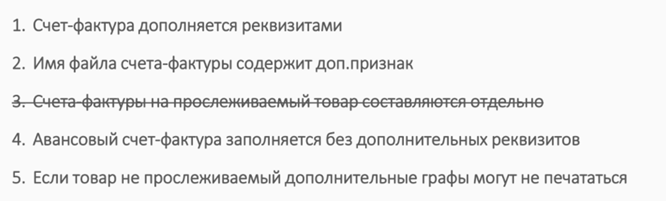 1. Счет-фактура дополняется реквизитами
2. Имя файла счета-фактуры содержит доп.признак
3. Счета-фактуры на прослеживаемый товар составляются отдельно
4. Авансовый счет-фактура заполняется без дополнительных реквизитов
5. Если товар не прослеживаемый дополнительные графы могут не печататься